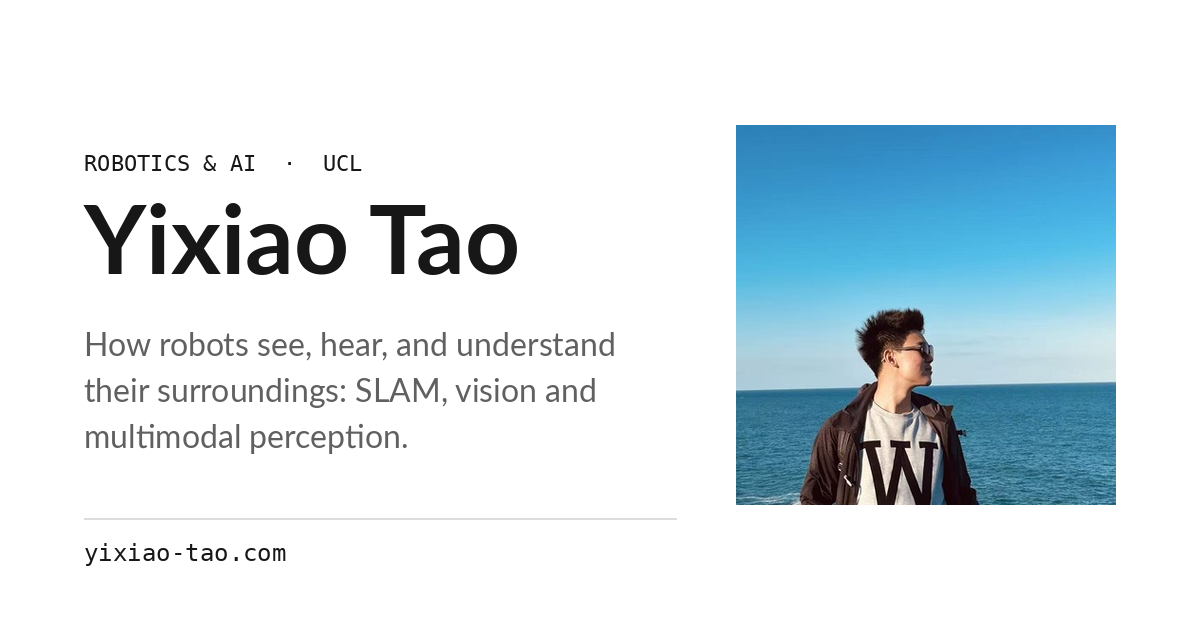 ROBOTICS & AI · UCL
Yixiao Tao
How robots see, hear, and understand
their surroundings: SLAM, vision and
multimodal perception.
W
yixiao-tao.com